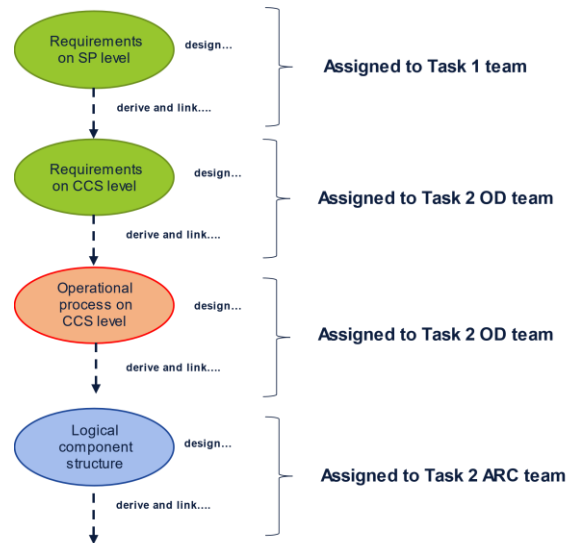 Requirements
on SP level
design...
Assigned to Task 1 team
derive and link....
Requirements
on CCS level
design...
Assigned to Task 2 OD team
derive and link....
Operational
process on
CCS level
design...
Assigned to Task 2 OD team
derive and link....
Logical
component
structure
design...
Assigned to Task 2 ARC team
derive and link....